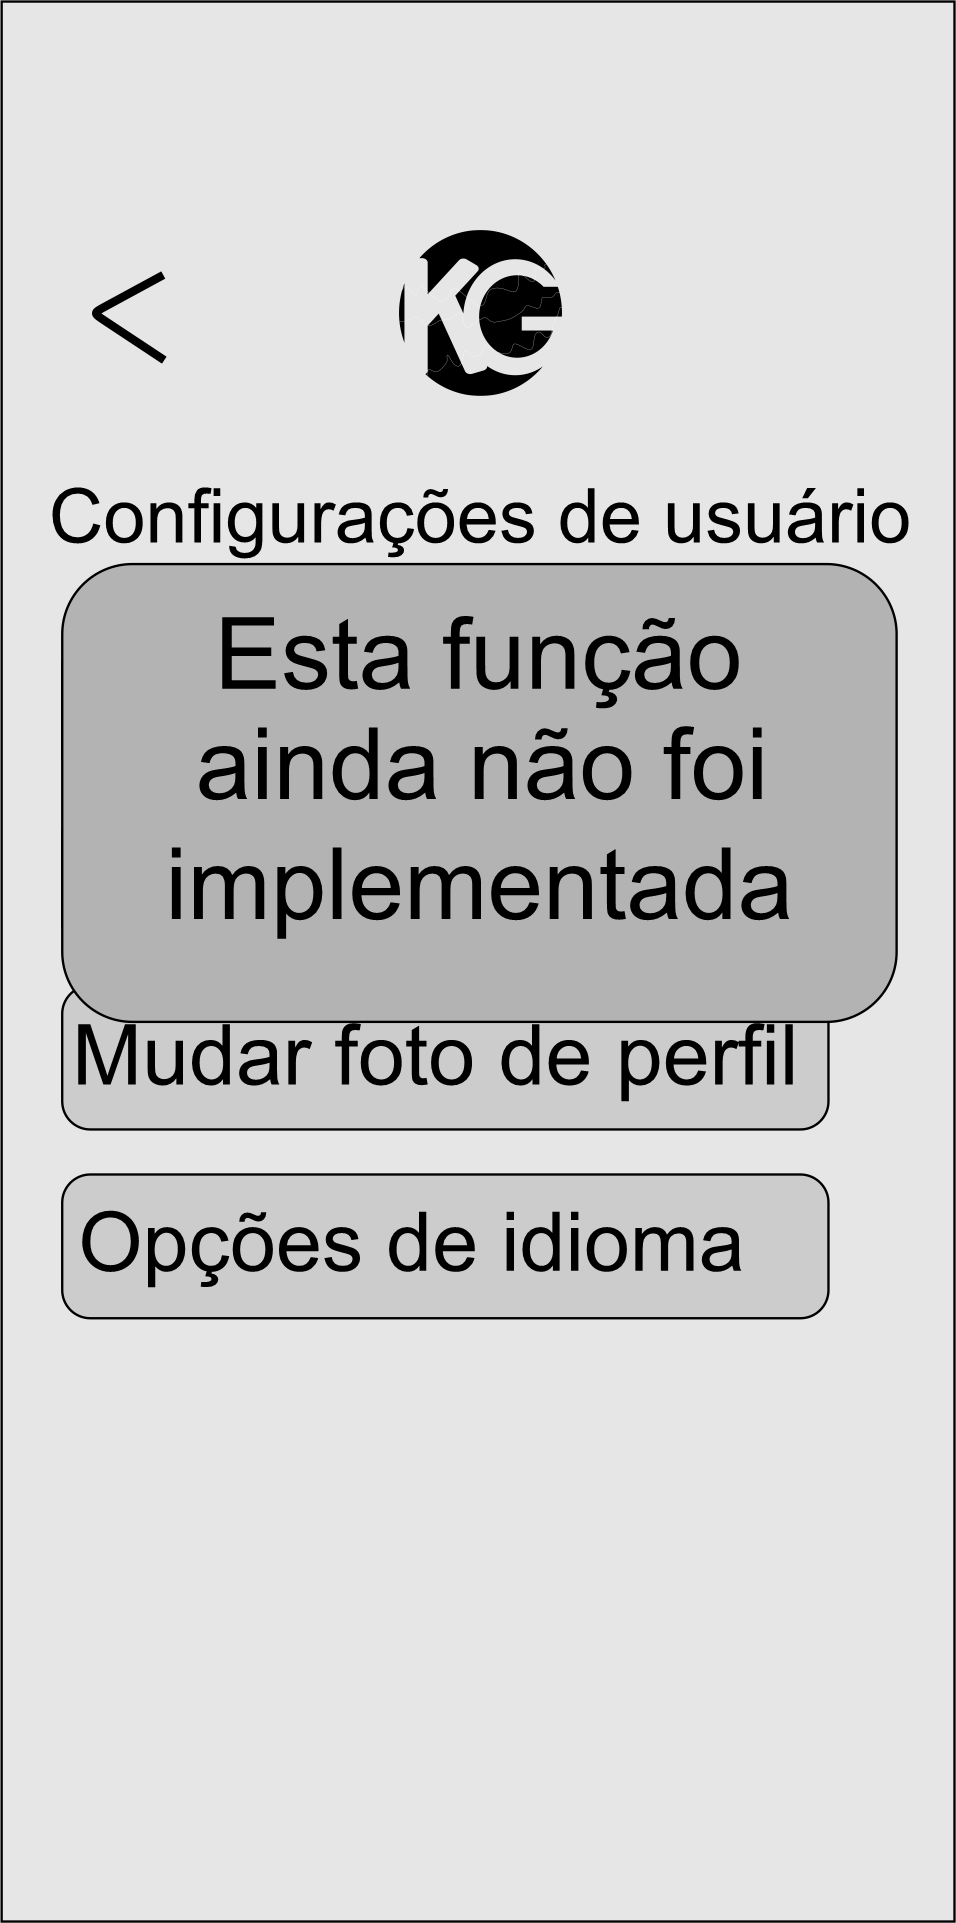 KG
Configurações de usuário
Esta função
ainda não foi
implementada
Mudar foto de perfil
Opções de idioma